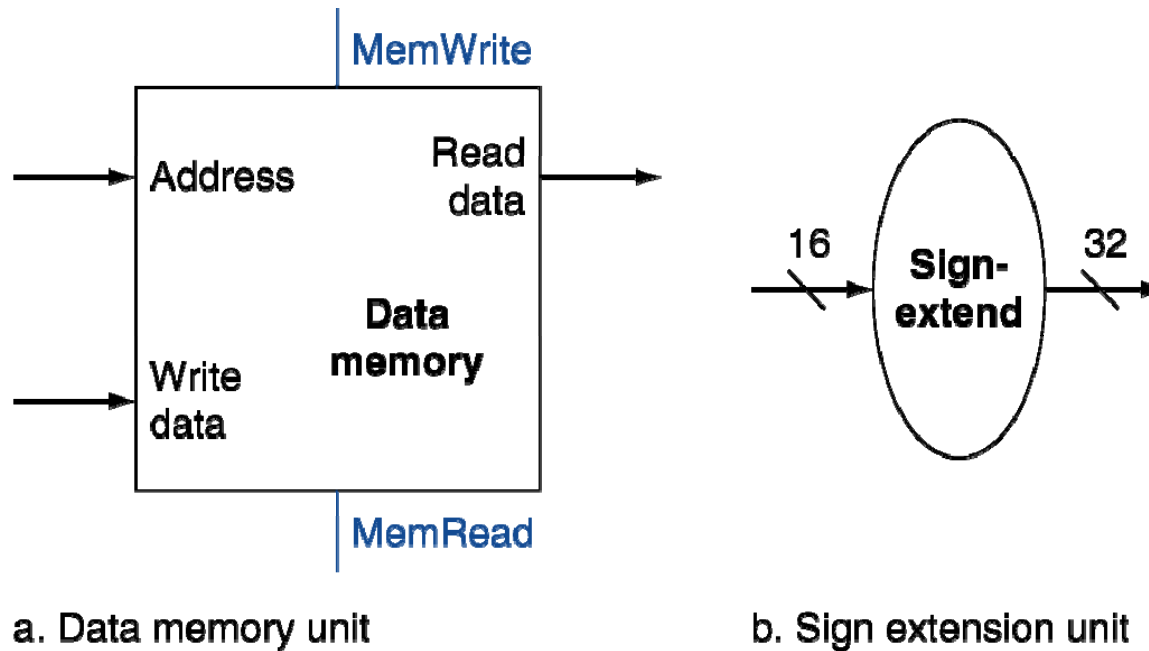 MemWrite
Address
Read
data
Data
memory
Write
data
MemRead
16
Sign-
extend
32
a. Data memory unit
b. Sign extension unit